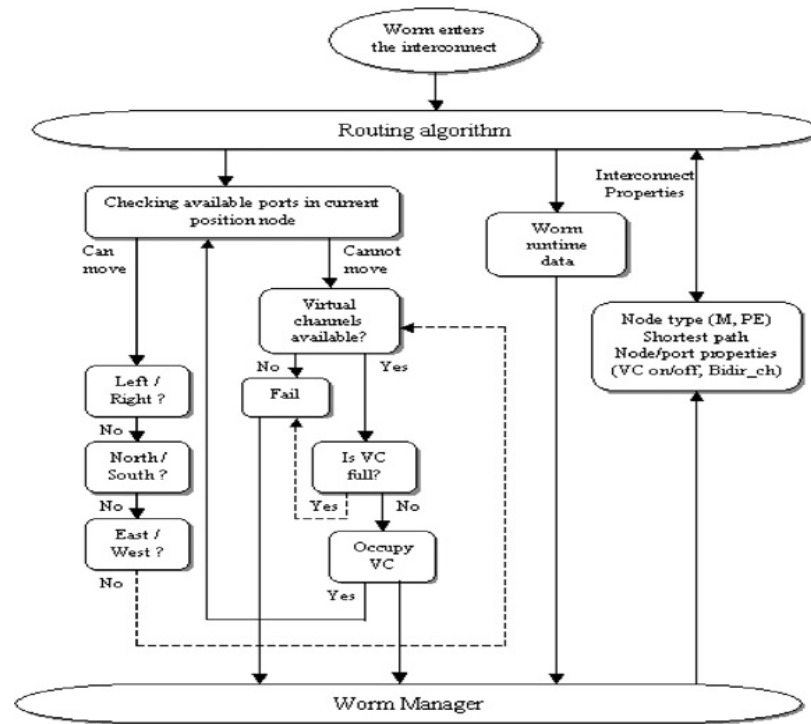 Worm enters
the interconnect
Routing algorithm
Interconnect
Properties
Checking available ports in current
position node
Worm
runtime
data
Can
move
Cannot
move
Virtual
channels
available?
Node type (M, PE)
Shortest path
Node/port properties
(VC on/off, Bidir_ch)
No
Yes
Left /
Right ?
Fail
No
North /
South ?
Is VC
full?
No
Yes
No
East /
West ?
Occupy
VC
No
Yes
Worm Manager